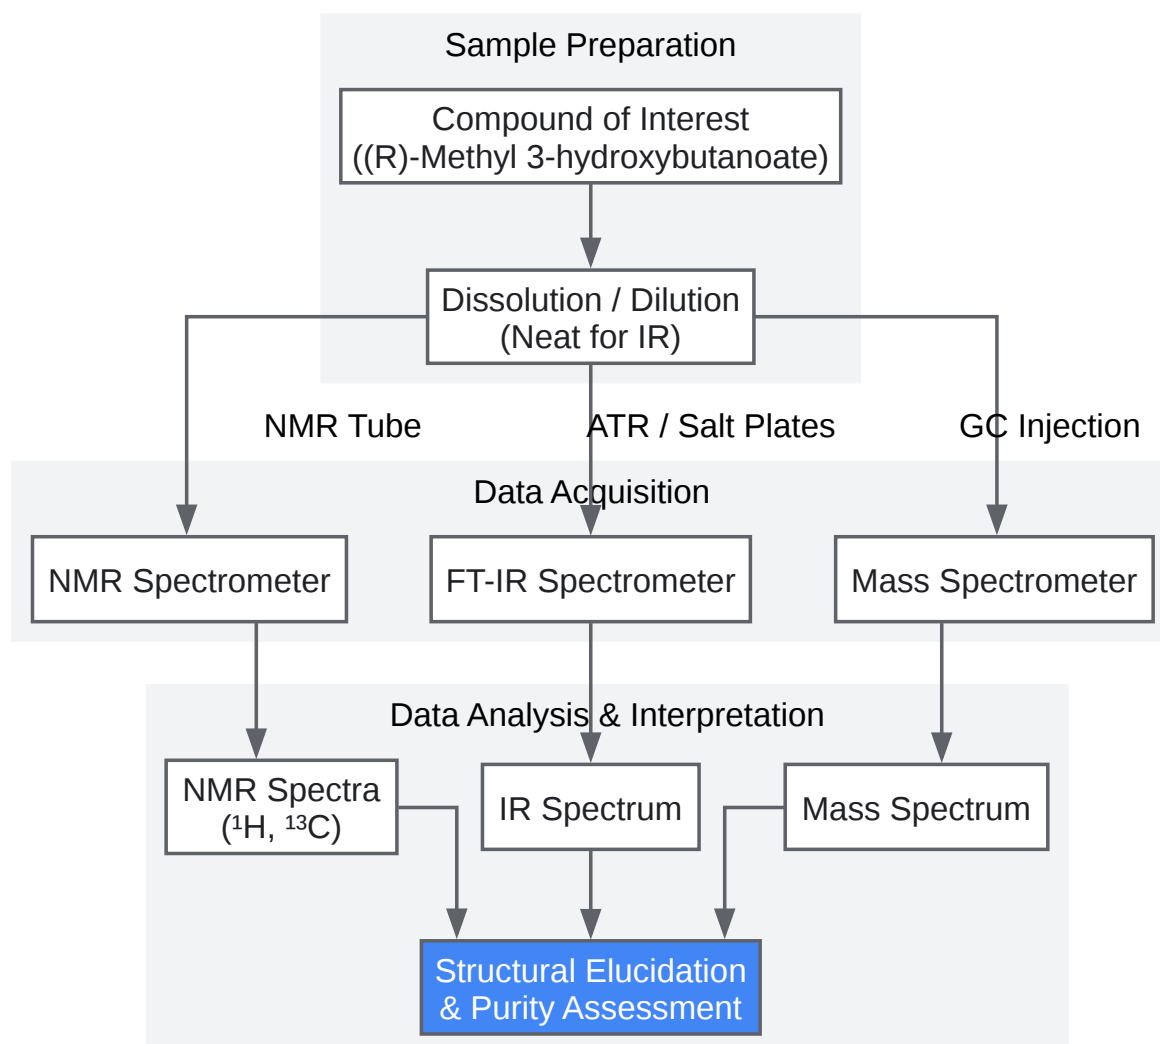 Sample Preparation
Compound of Interest
((R)-Methyl 3-hydroxybutanoate)
Dissolution / Dilution
(Neat for IR)
NMR Tube
ATR / Salt Plates
GC Injection
Data Acquisition
NMR Spectrometer
FT-IR Spectrometer
Mass Spectrometer
Data Analysis & Interpretation
NMR Spectra
(¹H, ¹³C)
IR Spectrum
Mass Spectrum
Structural Elucidation
& Purity Assessment